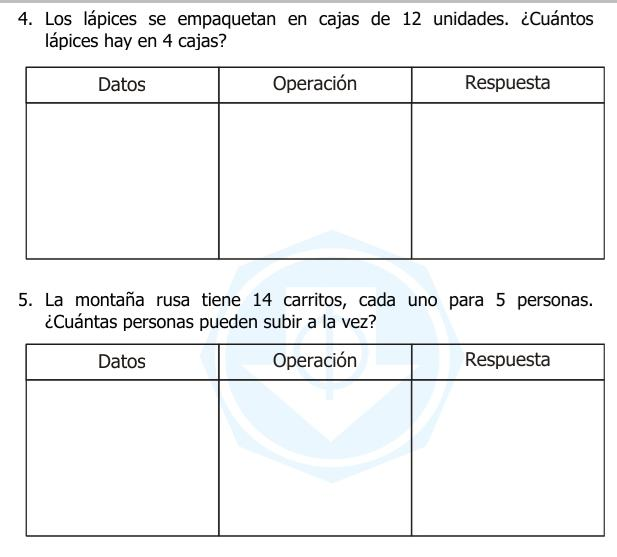 4. Los lápices se empaquetan en cajas de 12 unidades. ¿Cuántos
lápices hay en 4 cajas?
Datos Operación Respuesta
5. La montaña rusa tiene 14 carritos, cada uno para 5 personas.
¿Cuántas personas pueden subir a la vez?
Datos Operación Respuesta